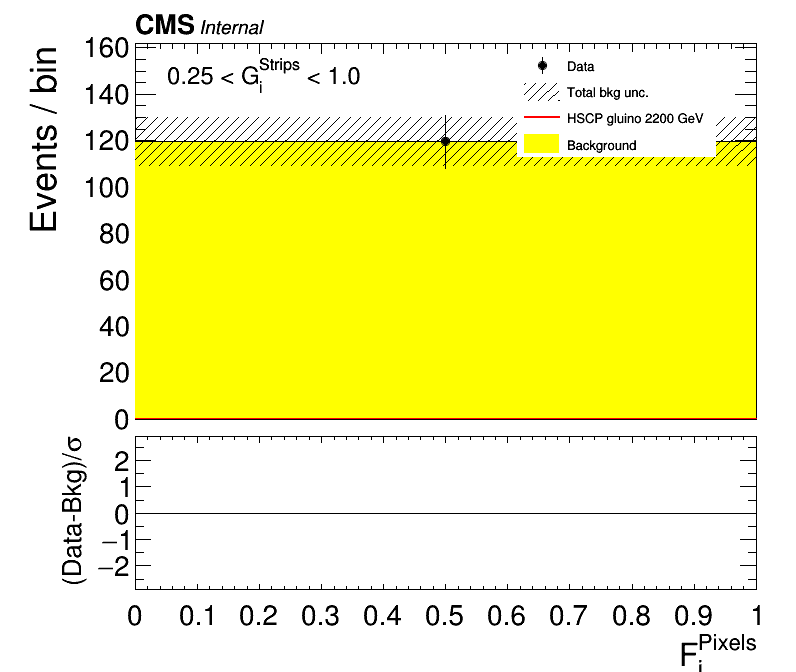 CMS Internal
Events / bin
160
140
120
100
80
60
40
20
0
0.25 < G_i^Strips < 1.0
Data
Total bkg unc.
HSCP gluino 2200 GeV
Background
(Data-Bkg)/σ
2
1
0
−1
−2
0 0.1 0.2 0.3 0.4 0.5 0.6 0.7 0.8 0.9 1
F_i^Pixels